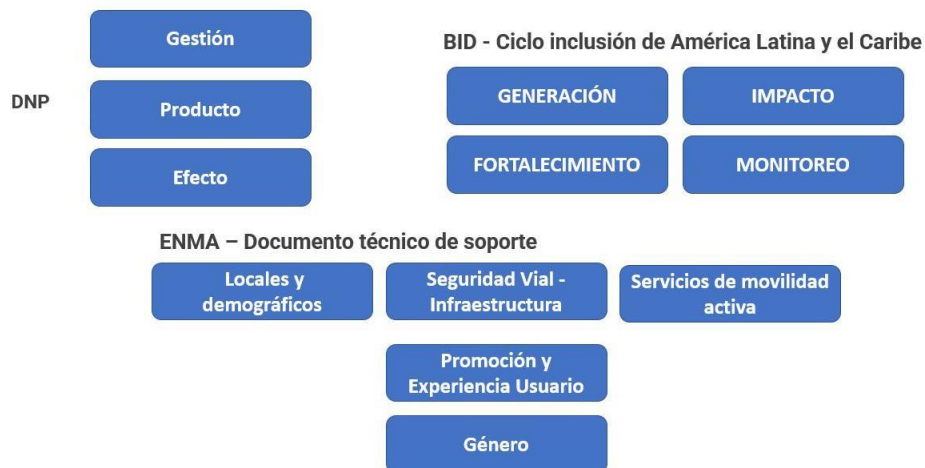 Gestión
DNP
Producto
Efecto
BID - Ciclo inclusión de América Latina y el Caribe
GENERACIÓN
IMPACTO
FORTALECIMIENTO
MONITOREO
ENMA – Documento técnico de soporte
Locales y
demográficos
Seguridad Vial -
Infraestructura
Servicios de movilidad
activa
Promoción y
Experiencia Usuario
Género